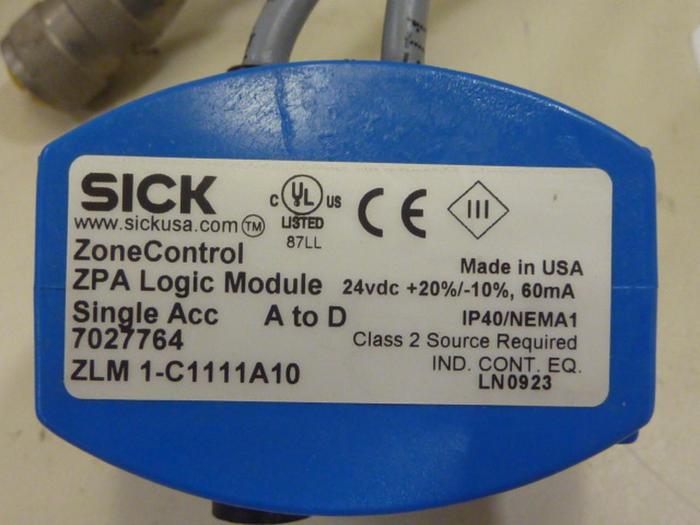 SICK
www.sickusa.com TM
C UL US
LISTED
87LL
CE
III
ZoneControl
ZPA Logic Module
Single Acc A to D
7027764
ZLM 1-C1111A10
Made in USA
24vdc +20%/-10%, 60mA
IP40/NEMA1
Class 2 Source Required
IND. CONT. EQ.
LN0923